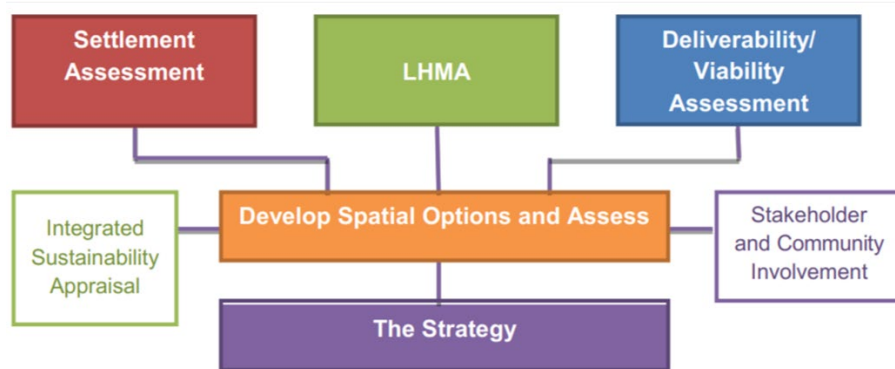 Settlement
Assessment
LHMA
Deliverability/
Viability
Assessment
Integrated
Sustainability
Appraisal
Develop Spatial Options and Assess
Stakeholder
and Community
Involvement
The Strategy